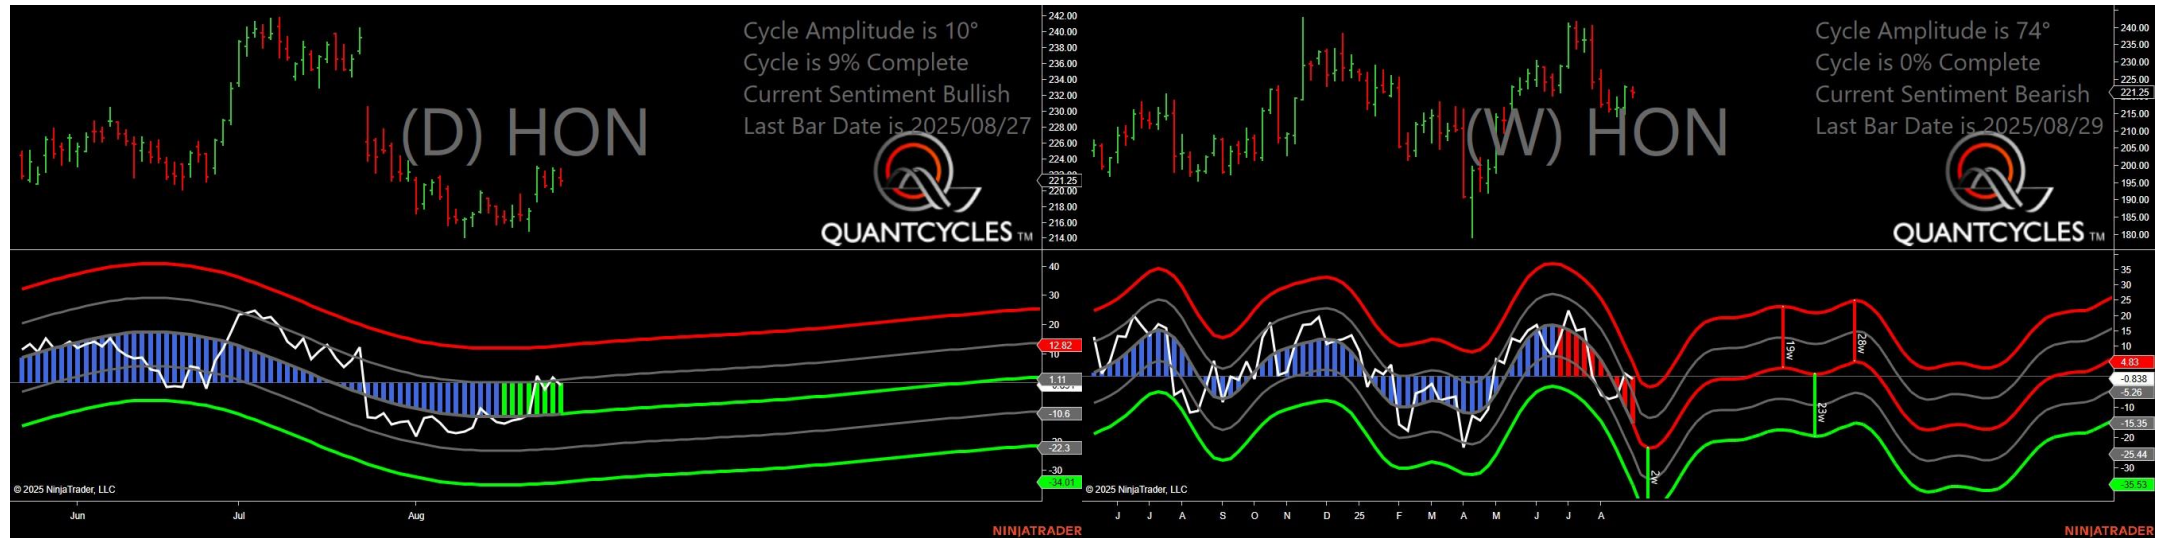 Cycle Amplitude is 10°
Cycle is 9% Complete
Current Sentiment Bullish
Last Bar Date is 2025/08/27
(D) HON
QUANTCYCLES TM
242.00
240.00
238.00
236.00
234.00
232.00
230.00
228.00
226.00
224.00
221.25
220.00
218.00
216.00
214.00
40
30
20
12.82
10
1.11
-10.6
-22.3
-30
-34.01
© 2025 NinjaTrader, LLC
Jun Jul Aug
NINJATRADER
Cycle Amplitude is 74°
Cycle is 0% Complete
Current Sentiment Bearish
Last Bar Date is 2025/08/29
(W) HON
QUANTCYCLES TM
240.00
235.00
230.00
225.00
221.25
215.00
210.00
205.00
200.00
195.00
190.00
185.00
180.00
35
30
25
20
15
10
4.83
-0.838
-5.26
-10
-15.35
-20
-25.44
-30
-35.53
19w
28w
23w
2w
© 2025 NinjaTrader, LLC
J J A S O N D 25 F M A M J J A
NINJATRADER